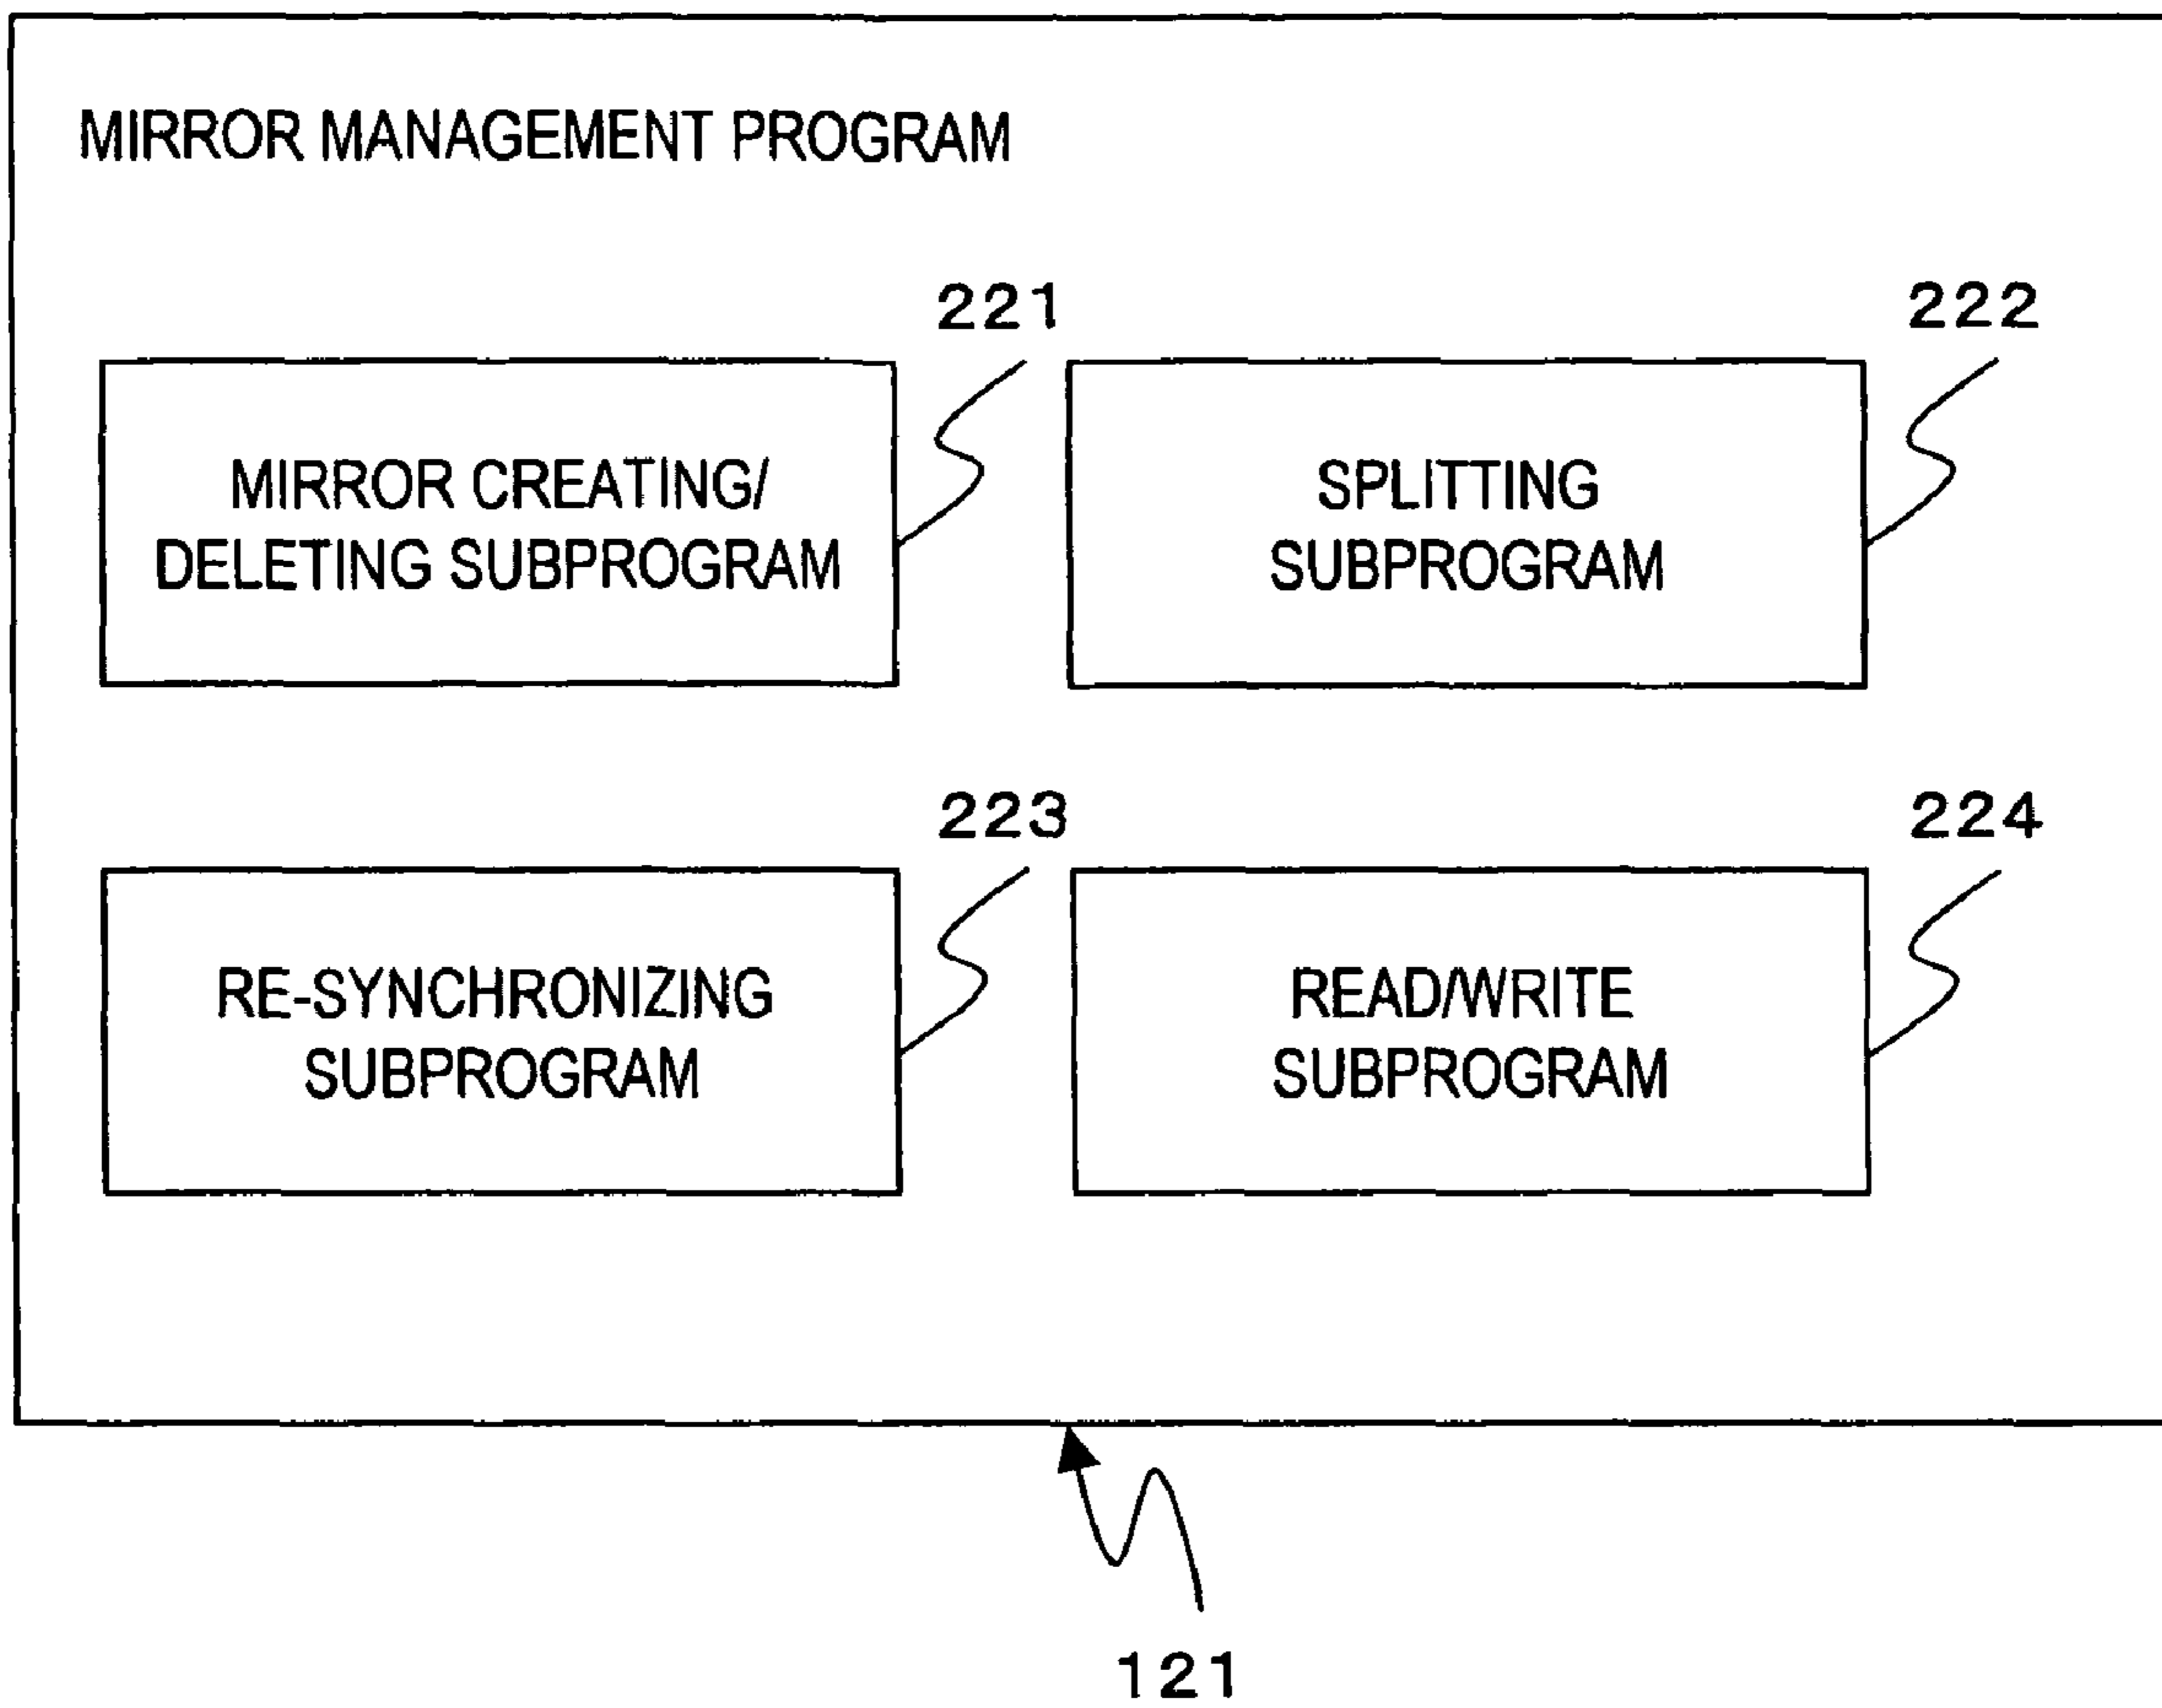 MIRROR MANAGEMENT PROGRAM
221
222
MIRROR CREATING/
DELETING SUBPROGRAM
SPLITTING
SUBPROGRAM
223
224
RE-SYNCHRONIZING
SUBPROGRAM
READ/WRITE
SUBPROGRAM
121